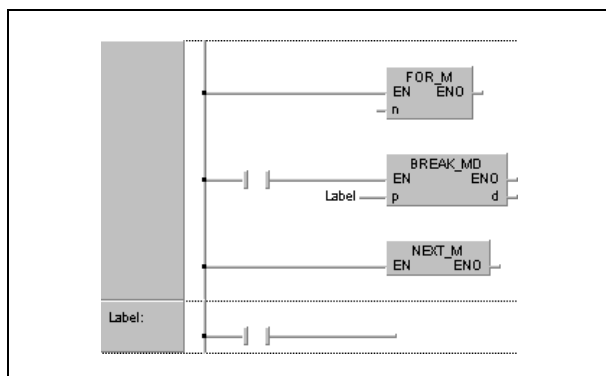 FOR_M
EN ENO
n
BREAK_MD
EN ENO
Label p d
NEXT_M
EN ENO
Label: